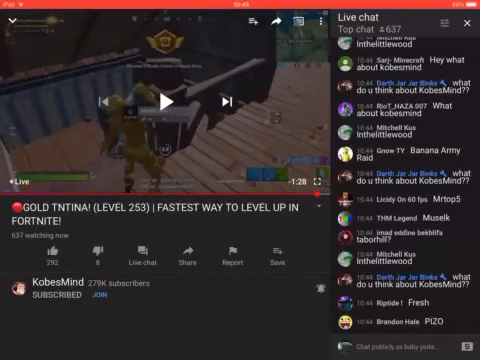 iPad
10:45
Live
-1:28
🔴GOLD TNTINA! (LEVEL 253) | FASTEST WAY TO LEVEL UP IN
FORTNITE!
637 watching now
292
8
Live chat
Share
Report
Save
KobesMind 279K subscribers
SUBSCRIBED JOIN
Live chat
Top chat 637
10:44 Mitchell Kus
Inthelittlewood
10:44 Sarj- Minecraft Hey what
about kobesmind
10:44 Darth Jar Jar Binks what
do u think about KobesMind??
10:44 RioT_HAZA 007 What
about kobesmind
10:44 Mitchell Kus
Inthelittlewood
10:44 Gnow TY Banana Army
Raid
10:44 Darth Jar Jar Binks what
do u think about KobesMind??
10:44 Licidy On 60 fps Mrtop5
10:44 THM Legend Muselk
10:44 imad eddine bekhlifa
taborhill?
10:44 Mitchell Kus
Inthelittlewood
10:44 Darth Jar Jar Binks what
do u think about KobesMind??
10:44 Riptide ! Fresh
10:44 Brandon Hale PIZO
Chat publicly as baby yoda...